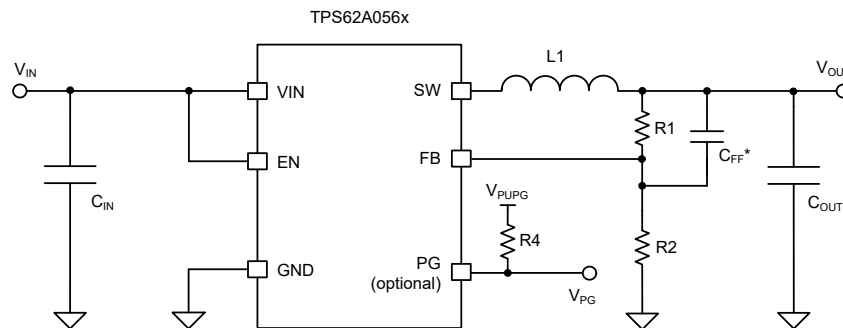 TPS62A056x
L1
VIN
VOU
VIN
SW
R1
CFF*
EN
FB
CIN
VPUPG
COUT
R4
R2
GND
PG
(optional)
VPG